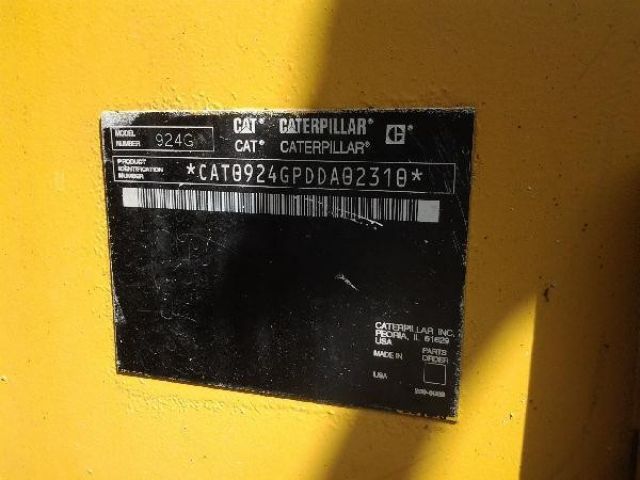 MODEL NUMBER 924G CAT® CATERPILLAR® C
CAT® CATERPILLAR®
PRODUCT IDENTIFICATION NUMBER *CAT0924GPDDA02310*
CATERPILLAR INC.
PEORIA, IL 61629
USA
MADE IN PARTS ORDER
USA